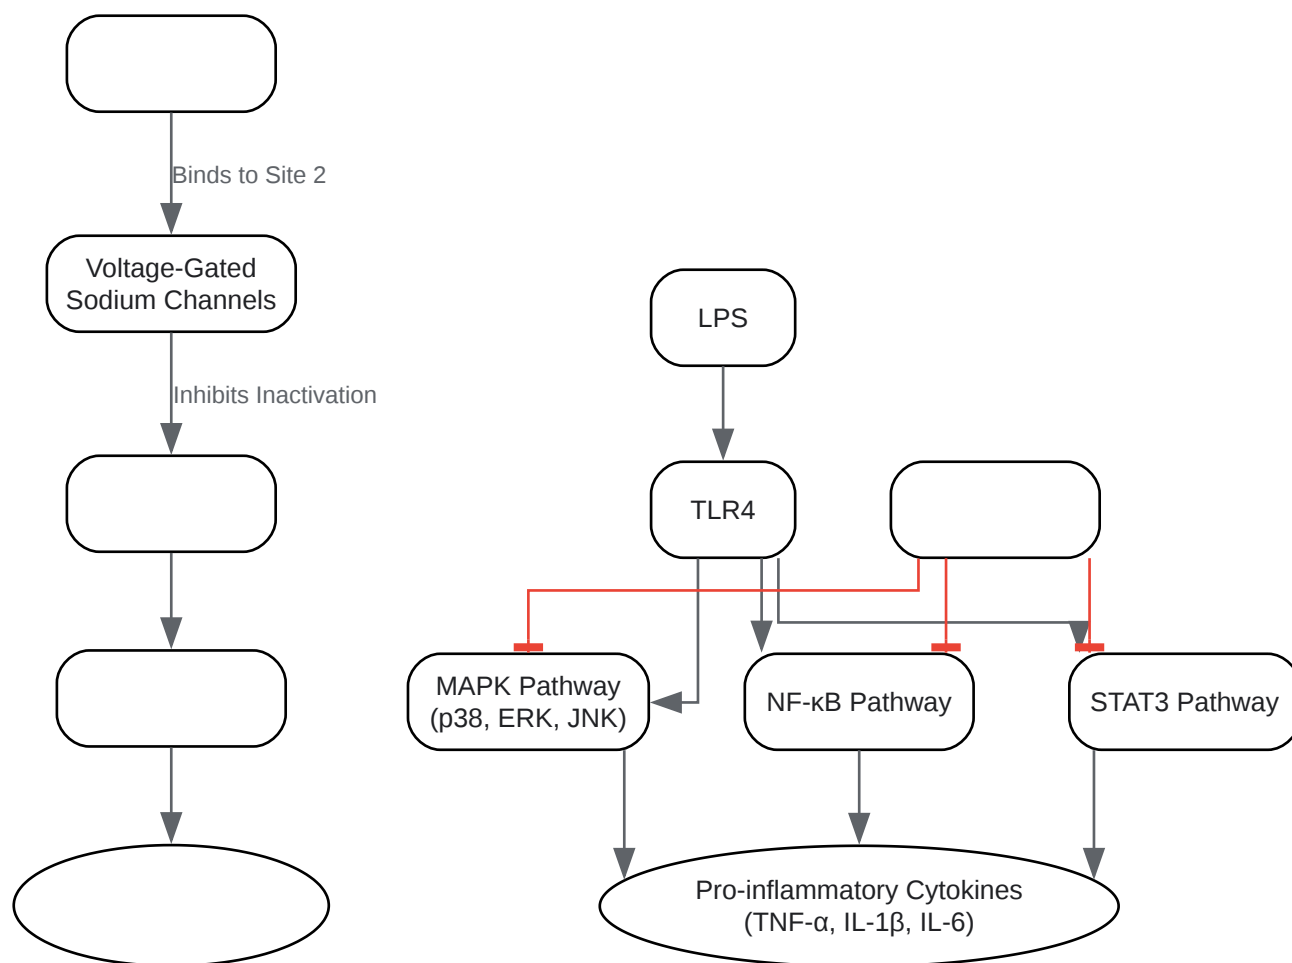 Binds to Site 2
Voltage-Gated
Sodium Channels
Inhibits Inactivation
LPS
TLR4
MAPK Pathway
(p38, ERK, JNK)
NF-κB Pathway
STAT3 Pathway
Pro-inflammatory Cytokines
(TNF-α, IL-1β, IL-6)